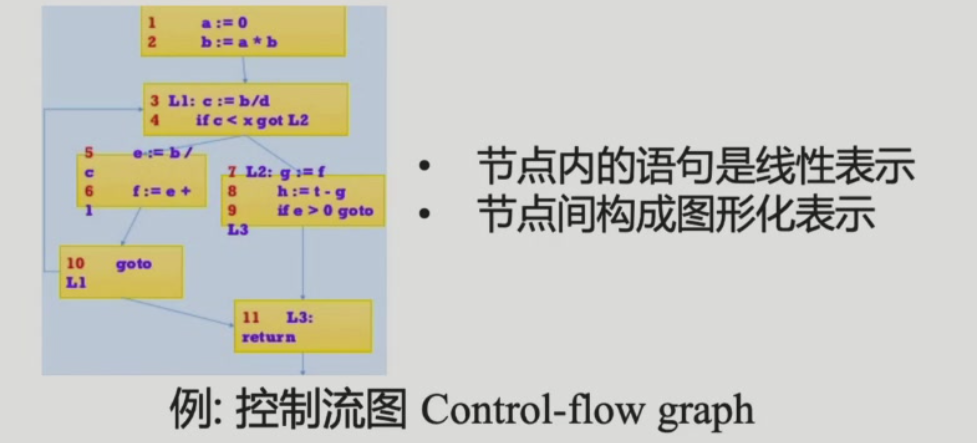 1 a := 0
2 b := a * b
3 L1: c := b/d
4 if c < x got L2
5 e := b /
c
6 f := e +
1
7 L2: g := f
8 h := t - g
9 if e > 0 goto
L3
10 goto
L1
11 L3:
return
• 节点内的语句是线性表示
• 节点间构成图形化表示
例: 控制流图 Control-flow graph